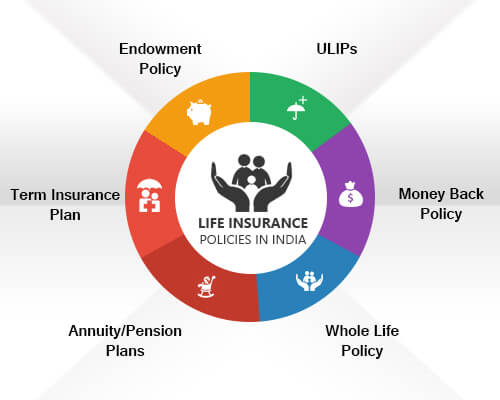 Endowment
Policy
ULIPs
Term Insurance
Plan
LIFE INSURANCE
POLICIES IN INDIA
Money Back
Policy
Annuity/Pension
Plans
Whole Life
Policy
$